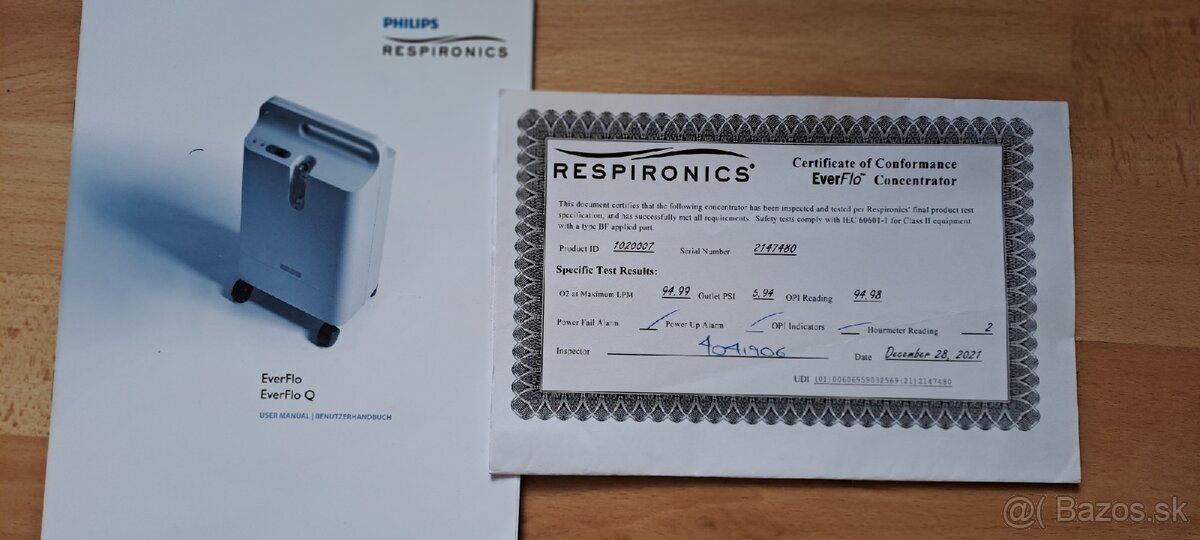 PHILIPS
RESPIRONICS
EverFlo
EverFlo Q
USER MANUAL | BENUTZERHANDBUCH
RESPIRONICS®
Certificate of Conformance
EverFlo™ Concentrator
This document certifies that the following concentrator has been inspected and tested per Respironics' final product test
specification, and has successfully met all requirements. Safety tests comply with IEC 60601-1 for Class II equipment
with a type BF applied part.
Product ID 1020007 Serial Number 2147480
Specific Test Results:
O2 at Maximum LPM 94.99 Outlet PSI 5.94 OPI Reading 94.98
Power Fail Alarm Power Up Alarm OPI Indicators Hourmeter Reading 2
Inspector 4041906 Date December 28, 2021
UDI (01)00606959032569(21)2147480
@( Bazos.sk